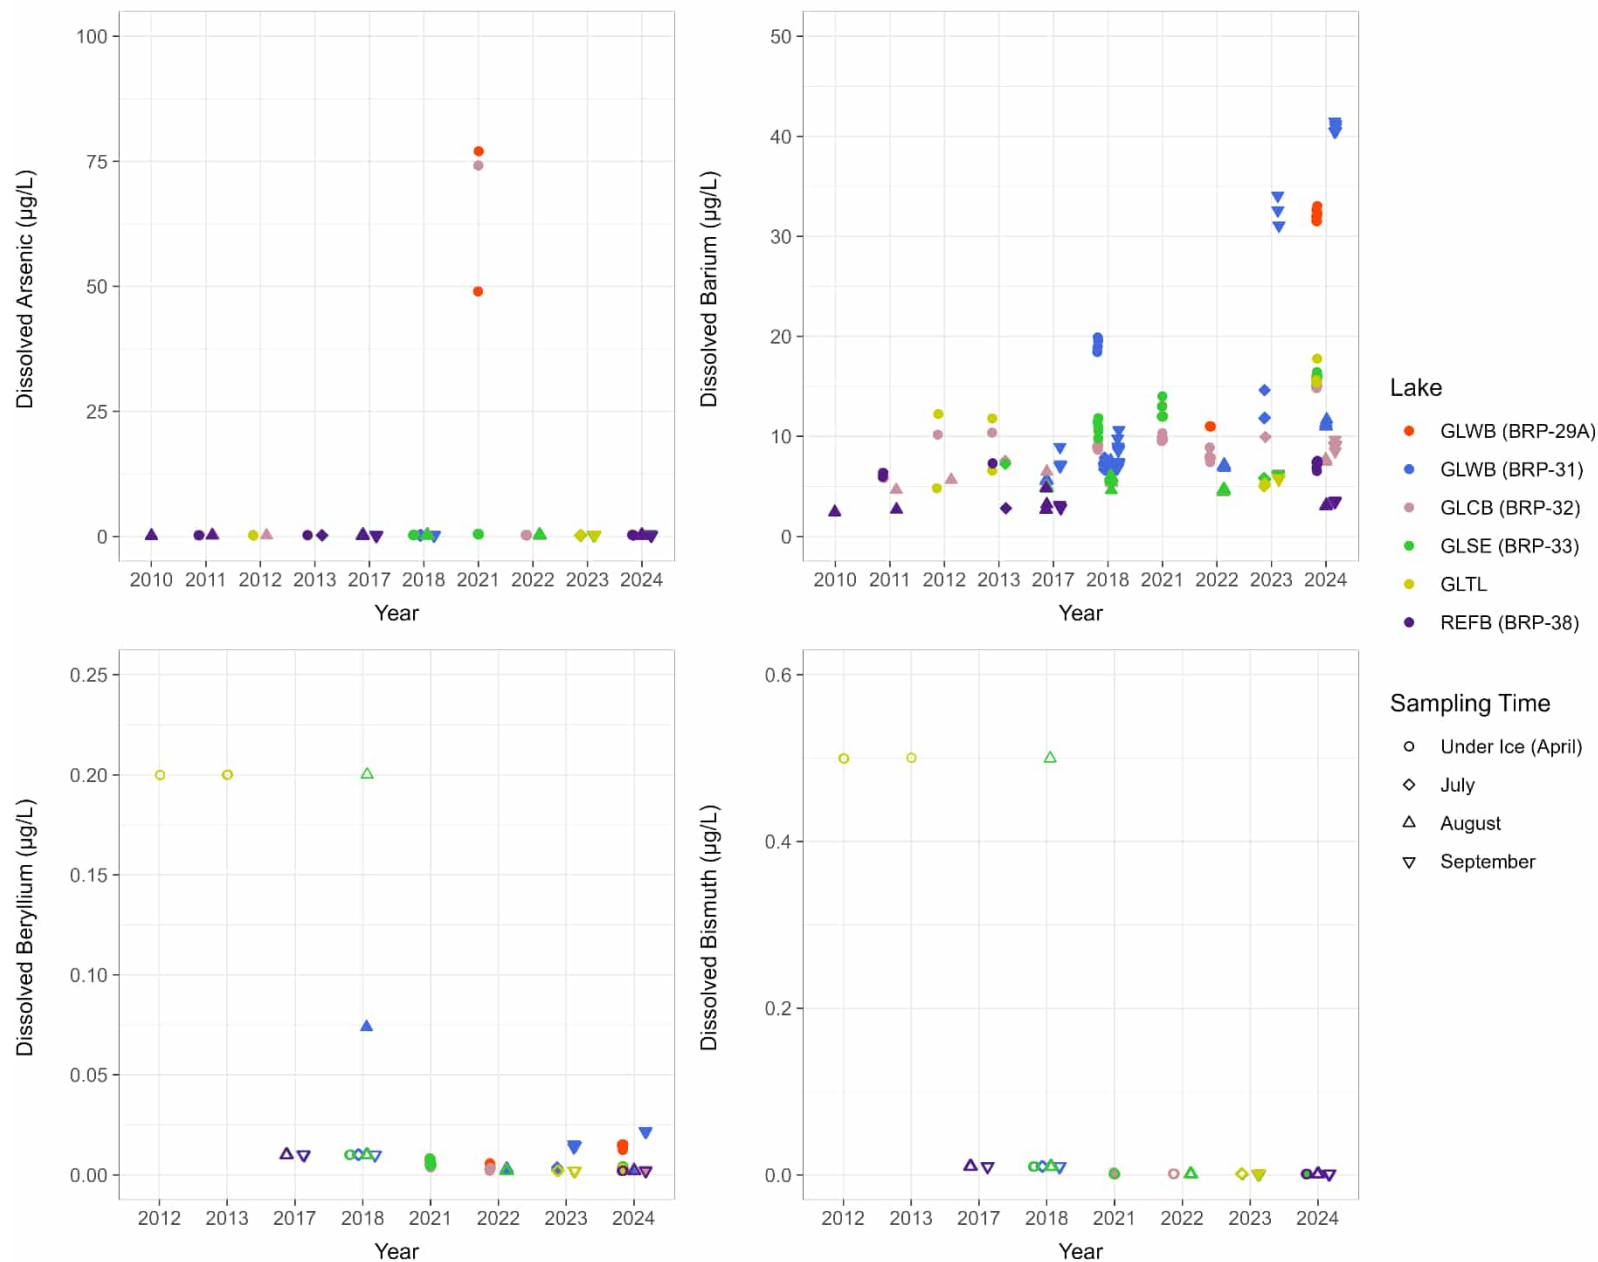 100
75
50
25
0
Dissolved Arsenic (µg/L)
2010 2011 2012 2013 2017 2018 2021 2022 2023 2024
Year
50
40
30
20
10
0
Dissolved Barium (µg/L)
2010 2011 2012 2013 2017 2018 2021 2022 2023 2024
Year
0.25
0.20
0.15
0.10
0.05
0.00
Dissolved Beryllium (µg/L)
2012 2013 2017 2018 2021 2022 2023 2024
Year
0.6
0.4
0.2
0.0
Dissolved Bismuth (µg/L)
2012 2013 2017 2018 2021 2022 2023 2024
Year
Lake
GLWB (BRP-29A)
GLWB (BRP-31)
GLCB (BRP-32)
GLSE (BRP-33)
GLTL
REFB (BRP-38)
Sampling Time
Under Ice (April)
July
August
September